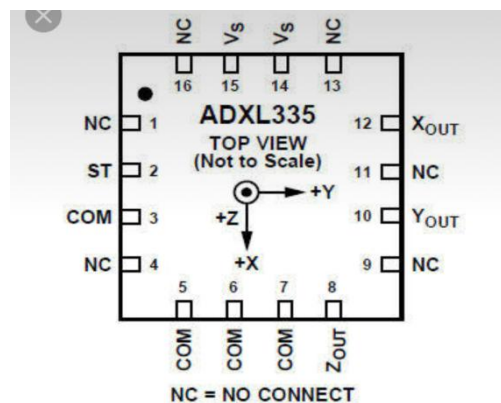 NC VS VS NC
16 15 14 13
ADXL335
TOP VIEW
(Not to Scale)
NC 1
ST 2
COM 3
NC 4
12 XOUT
11 NC
10 YOUT
9 NC
+Y
+Z
+X
5 6 7 8
COM COM COM ZOUT
NC = NO CONNECT